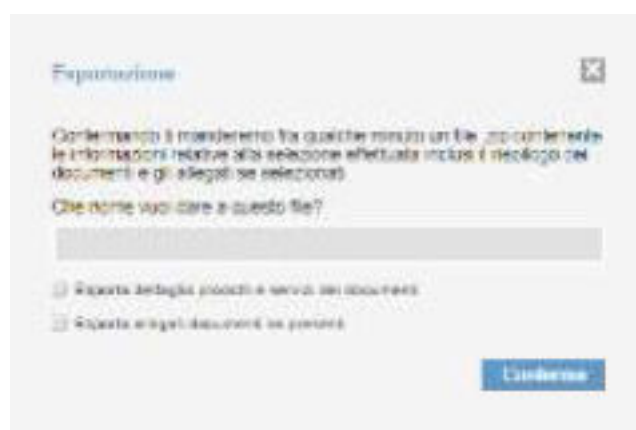 Esportazione
Confermando ti manderemo fra qualche minuto un file .zip contenente
le informazioni relative alla selezione effettuata inclusi il riepilogo dei
documenti e gli allegati se selezionati
Che nome vuoi dare a questo file?
Esporta dettaglio prodotti e servizi dei documenti
Esporta allegati documenti se presenti
Conferma